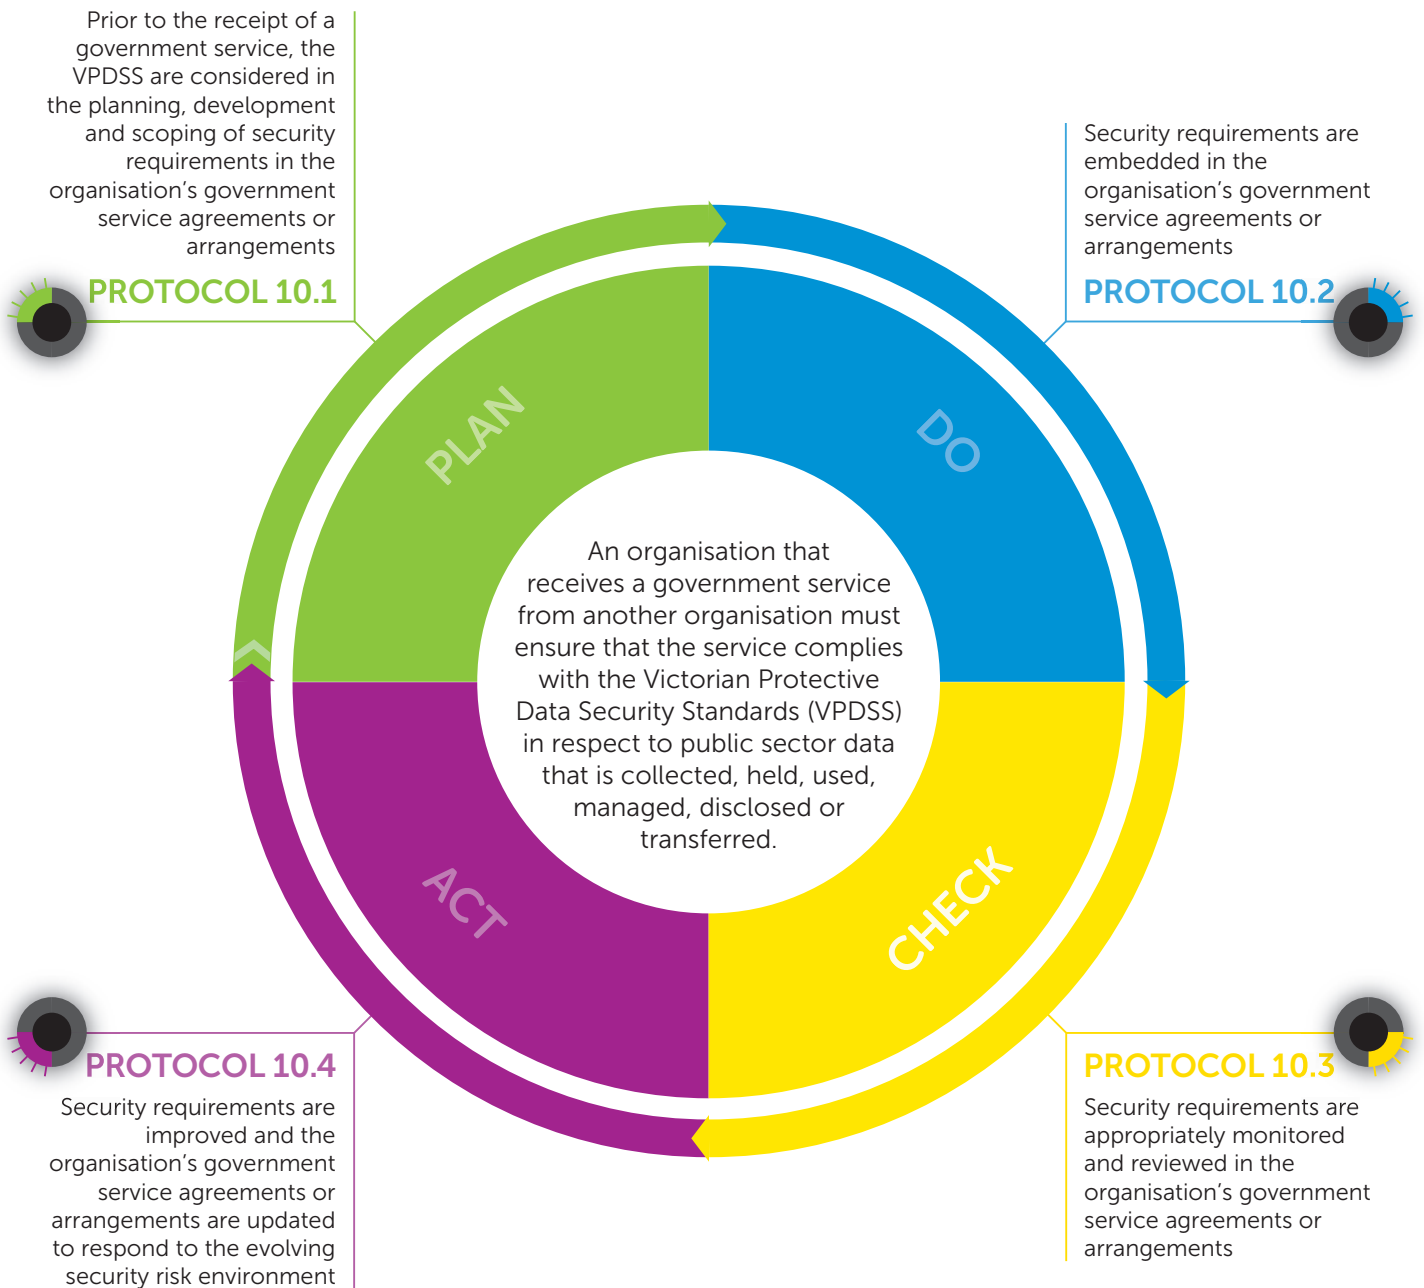 Prior to the receipt of a
government service, the
VPDSS are considered in
the planning, development
and scoping of security
requirements in the
organisation's government
service agreements or
arrangements
PROTOCOL 10.1
Security requirements are
embedded in the
organisation's government
service agreements or
arrangements
PROTOCOL 10.2
PLAN
DO
An organisation that
receives a government service
from another organisation must
ensure that the service complies
with the Victorian Protective
Data Security Standards (VPDSS)
in respect to public sector data
that is collected, held, used,
managed, disclosed or
transferred.
ACT
CHECK
PROTOCOL 10.4
Security requirements are
improved and the
organisation's government
service agreements or
arrangements are updated
to respond to the evolving
security risk environment
PROTOCOL 10.3
Security requirements are
appropriately monitored
and reviewed in the
organisation's government
service agreements or
arrangements